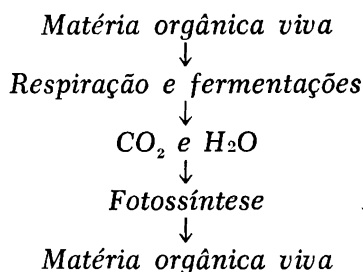 Matéria orgânica viva
↓
Respiração e fermentações
↓
CO₂ e H₂O
↓
Fotossíntese
↓
Matéria orgânica viva